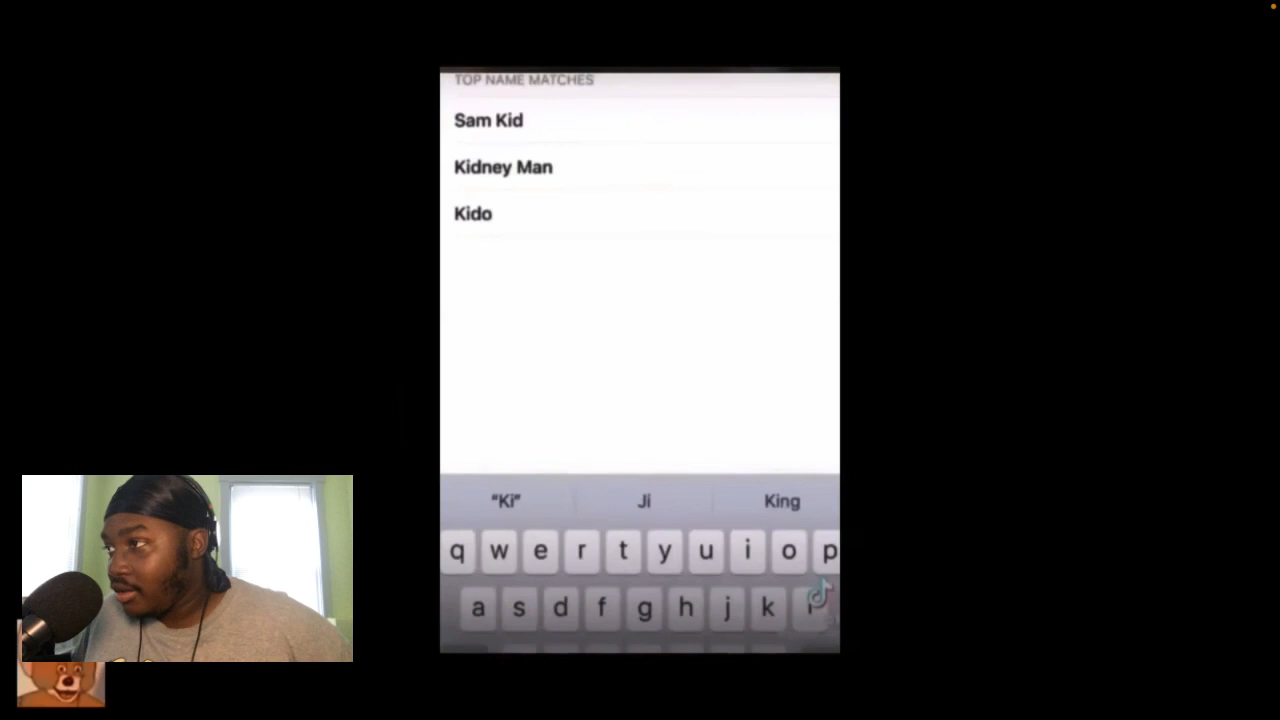 TOP NAME MATCHES
Sam Kid
Kidney Man
Kido
“Ki” Ji King
q w e r t y u i o p
a s d f g h j k